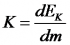 K = dE_K / dm